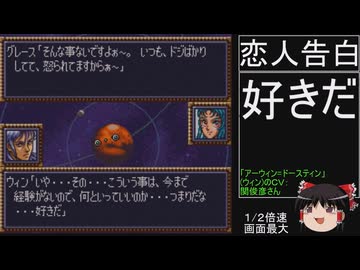 グレース「そんな事ないですよぉ～。 いつも、ドジばかり
してて、怒られてますからぁ～」
ウィン「いや・・・その・・・こういう事は、今まで
経験がないので、何といっていいのか・・・つまりだな
・・・好きだ」
恋人告白
好きだ
「アーウィン=ドースティン」
(ウィン)のCV:
関俊彦さん
1/2倍速
画面最大